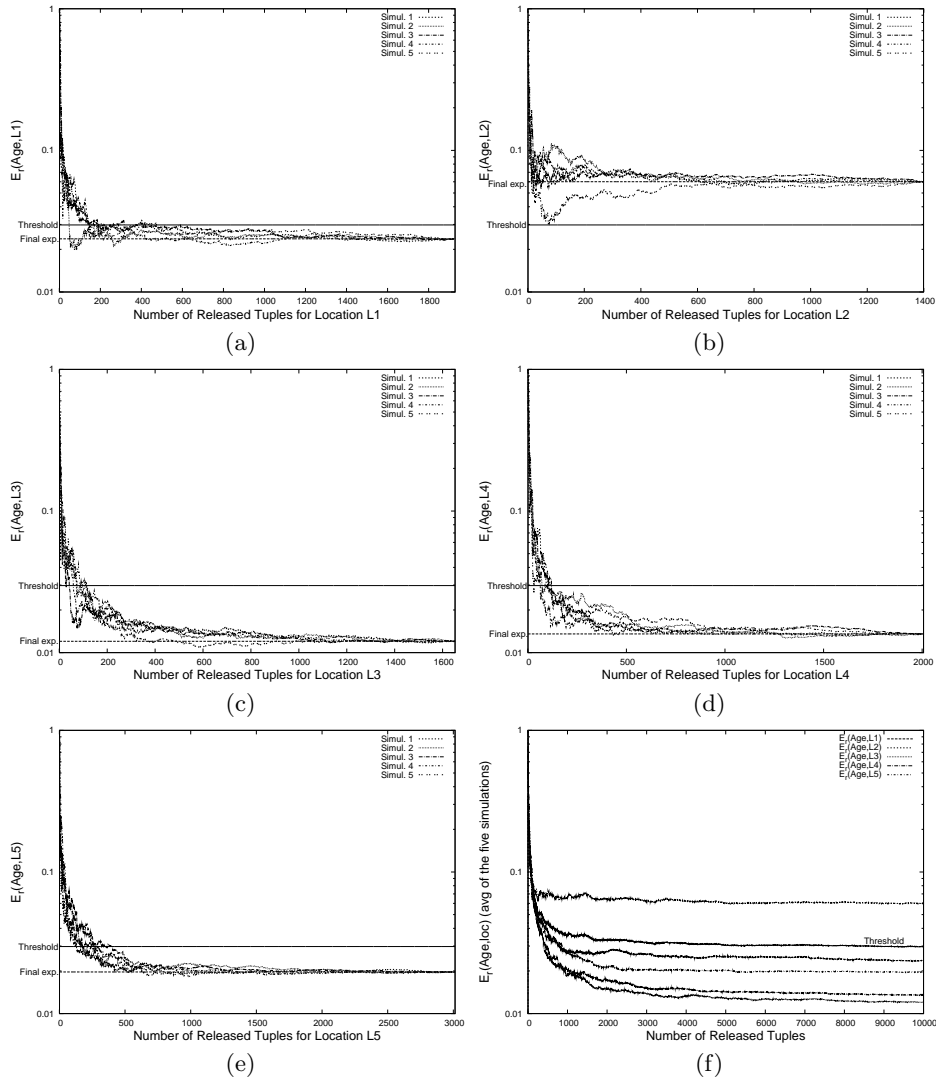 1
0.1
0.01
E_r(Age,L1)
Threshold
Final exp.
Simul. 1
Simul. 2
Simul. 3
Simul. 4
Simul. 5
0 200 400 600 800 1000 1200 1400 1600 1800
Number of Released Tuples for Location L1
(a)
1
0.1
0.01
E_r(Age,L2)
Final exp.
Threshold
Simul. 1
Simul. 2
Simul. 3
Simul. 4
Simul. 5
0 200 400 600 800 1000 1200 1400
Number of Released Tuples for Location L2
(b)
1
0.1
0.01
E_r(Age,L3)
Threshold
Final exp.
Simul. 1
Simul. 2
Simul. 3
Simul. 4
Simul. 5
0 200 400 600 800 1000 1200 1400 1600
Number of Released Tuples for Location L3
(c)
1
0.1
0.01
E_r(Age,L4)
Threshold
Final exp.
Simul. 1
Simul. 2
Simul. 3
Simul. 4
Simul. 5
0 500 1000 1500 2000
Number of Released Tuples for Location L4
(d)
1
0.1
0.01
E_r(Age,L5)
Threshold
Final exp.
Simul. 1
Simul. 2
Simul. 3
Simul. 4
Simul. 5
0 500 1000 1500 2000 2500 3000
Number of Released Tuples for Location L5
(e)
1
0.1
0.01
E_r(Age,loc) (avg of the five simulations)
E_r(Age,L1)
E_r(Age,L2)
E_r(Age,L3)
E_r(Age,L4)
E_r(Age,L5)
Threshold
0 1000 2000 3000 4000 5000 6000 7000 8000 9000 10000
Number of Released Tuples
(f)